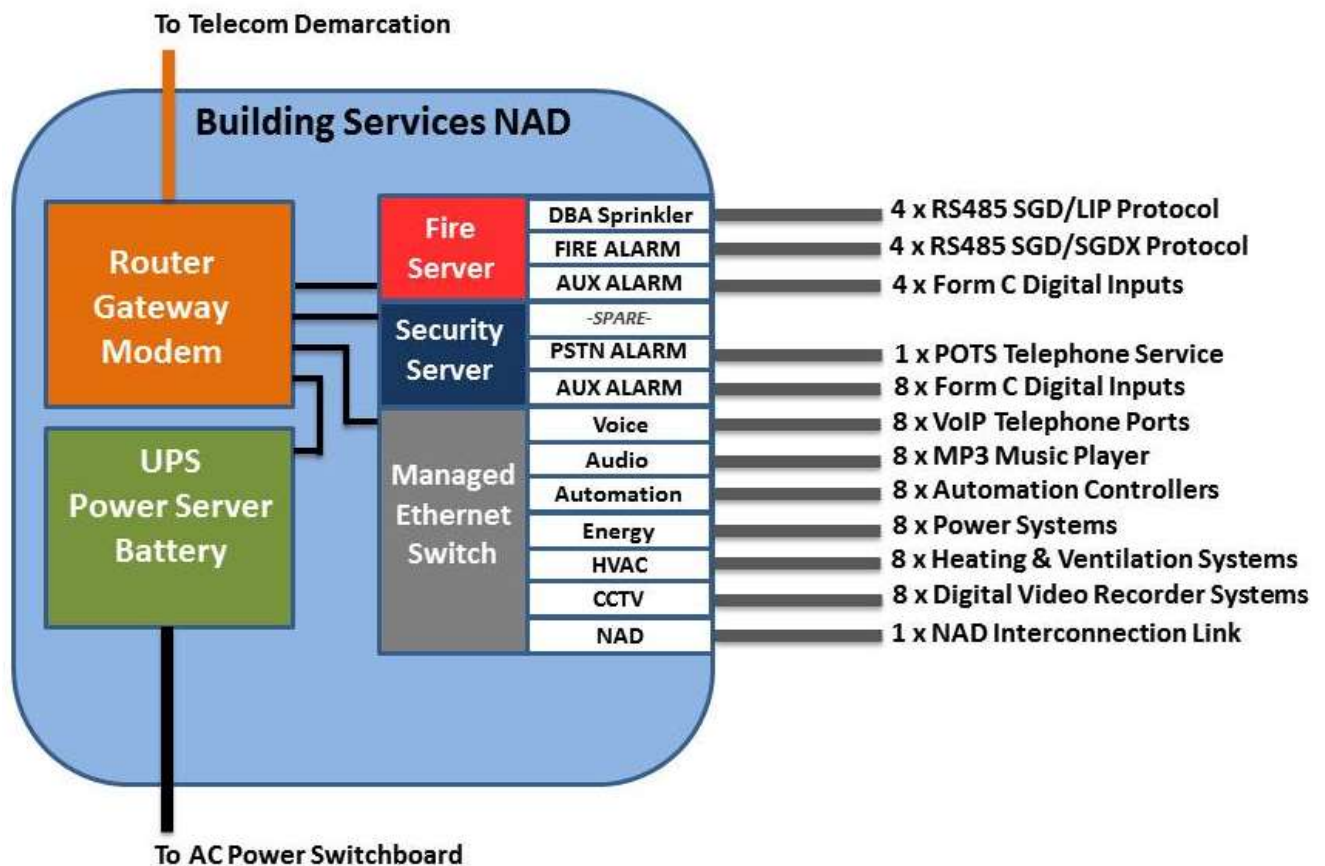 To Telecom Demarcation
Building Services NAD
Router
Gateway
Modem
UPS
Power Server
Battery
Fire
Server
Security
Server
Managed
Ethernet
Switch
DBA Sprinkler
4 x RS485 SGD/LIP Protocol
FIRE ALARM
4 x RS485 SGD/SGDX Protocol
AUX ALARM
4 x Form C Digital Inputs
-SPARE-
PSTN ALARM
1 x POTS Telephone Service
AUX ALARM
8 x Form C Digital Inputs
Voice
8 x VoIP Telephone Ports
Audio
8 x MP3 Music Player
Automation
8 x Automation Controllers
Energy
8 x Power Systems
HVAC
8 x Heating & Ventilation Systems
CCTV
8 x Digital Video Recorder Systems
NAD
1 x NAD Interconnection Link
To AC Power Switchboard